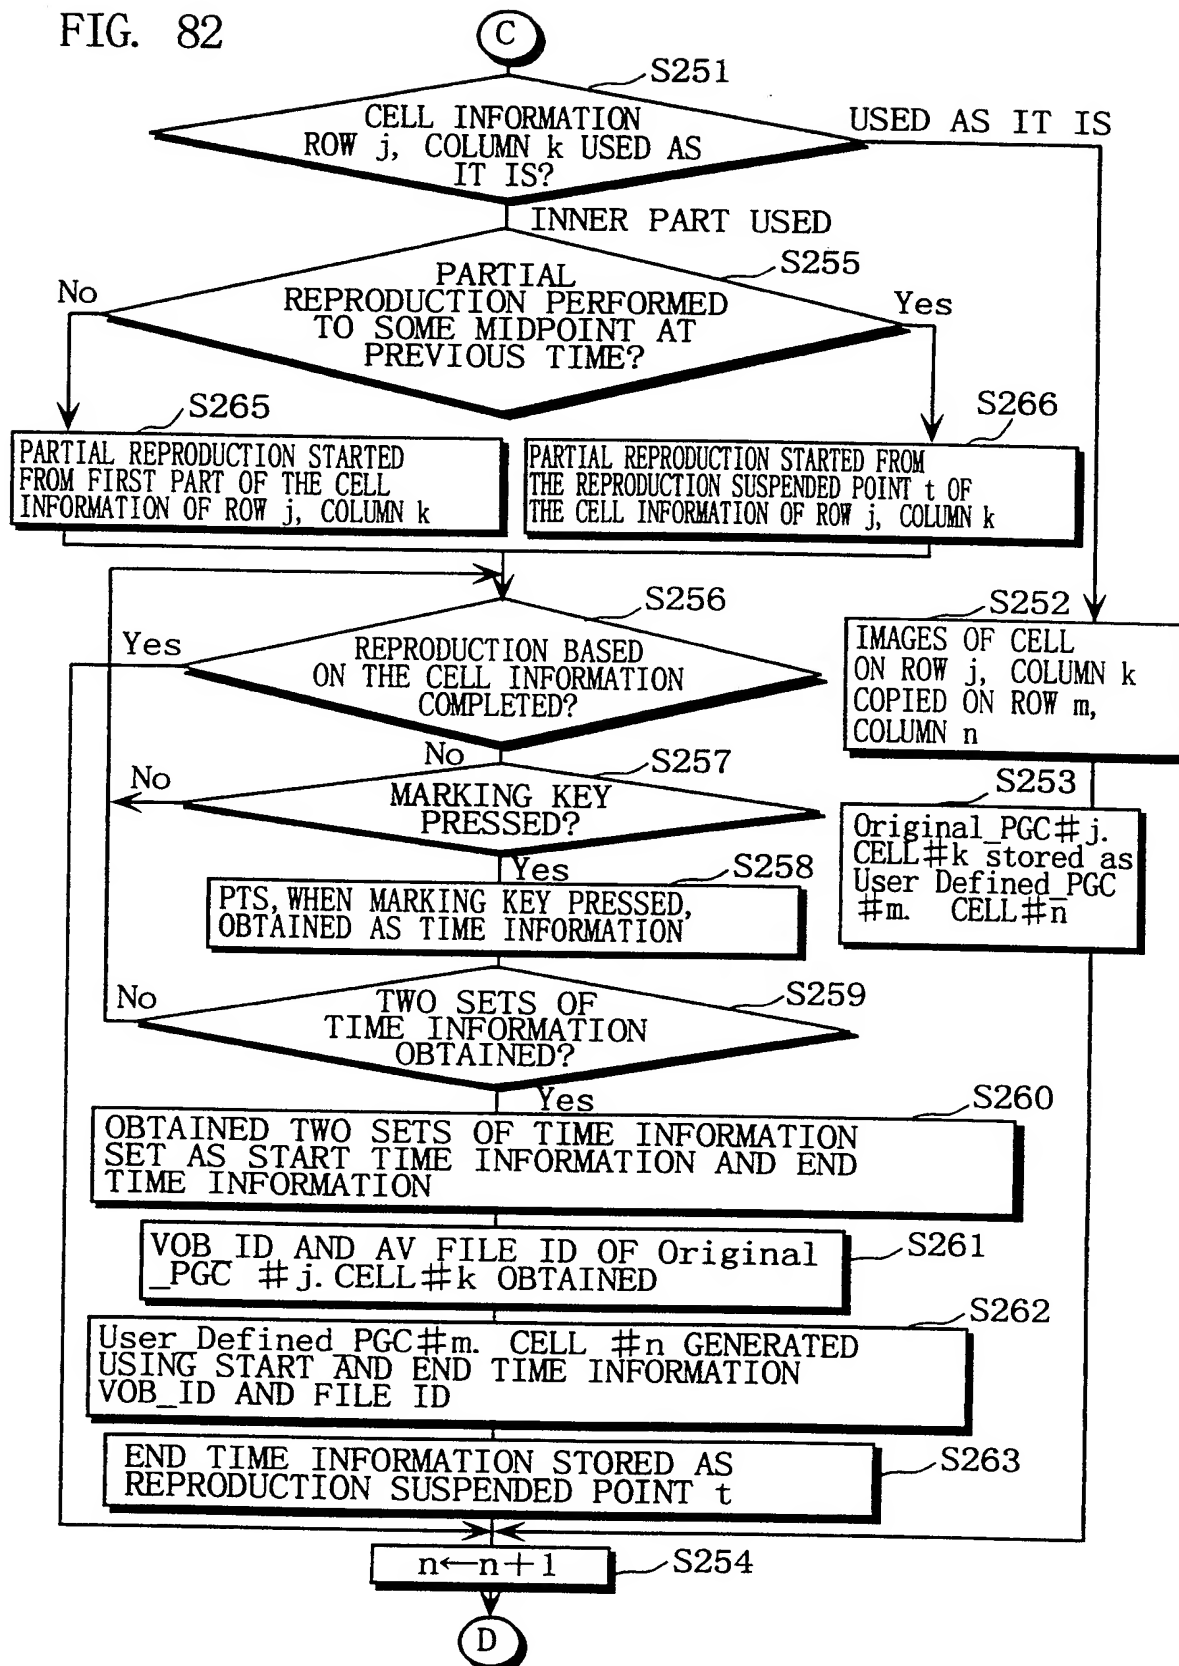 FIG. 82
C
S251
CELL INFORMATION
ROW j, COLUMN k USED AS
IT IS?
USED AS IT IS
INNER PART USED
S255
PARTIAL
REPRODUCTION PERFORMED
TO SOME MIDPOINT AT
PREVIOUS TIME?
No
Yes
S265
PARTIAL REPRODUCTION STARTED
FROM FIRST PART OF THE CELL
INFORMATION OF ROW j, COLUMN k
S266
PARTIAL REPRODUCTION STARTED FROM
THE REPRODUCTION SUSPENDED POINT t OF
THE CELL INFORMATION OF ROW j, COLUMN k
S256
Yes
REPRODUCTION BASED
ON THE CELL INFORMATION
COMPLETED?
No
S252
IMAGES OF CELL
ON ROW j, COLUMN k
COPIED ON ROW m,
COLUMN n
S257
No
MARKING KEY
PRESSED?
Yes
S253
Original_PGC#j.
CELL#k stored as
User Defined_PGC
#m. CELL#n
S258
PTS, WHEN MARKING KEY PRESSED,
OBTAINED AS TIME INFORMATION
S259
No
TWO SETS OF
TIME INFORMATION
OBTAINED?
Yes
S260
OBTAINED TWO SETS OF TIME INFORMATION
SET AS START TIME INFORMATION AND END
TIME INFORMATION
S261
VOB_ID AND AV FILE ID OF Original
_PGC #j. CELL#k OBTAINED
S262
User_Defined_PGC#m. CELL #n GENERATED
USING START AND END TIME INFORMATION
VOB_ID AND FILE ID
S263
END TIME INFORMATION STORED AS
REPRODUCTION SUSPENDED POINT t
n←n+1
S254
D